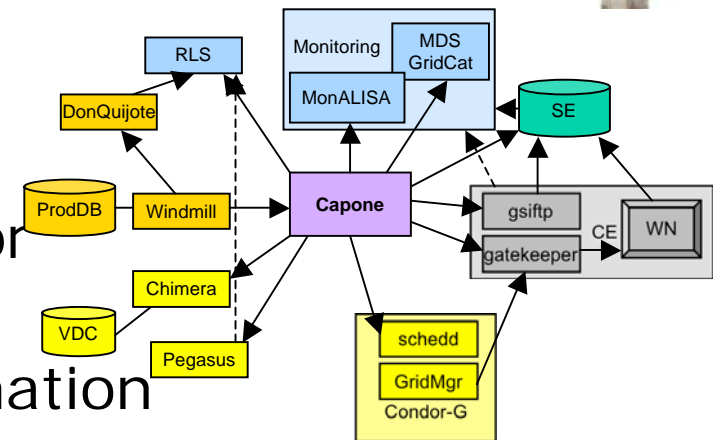 RLS
Monitoring
MDS
GridCat
MonALISA
DonQuijote
SE
ProdDB
Windmill
Capone
gsiftp
CE
WN
gatekeeper
or
Chimera
VDC
Pegasus
schedd
GridMgr
Condor-G
mation